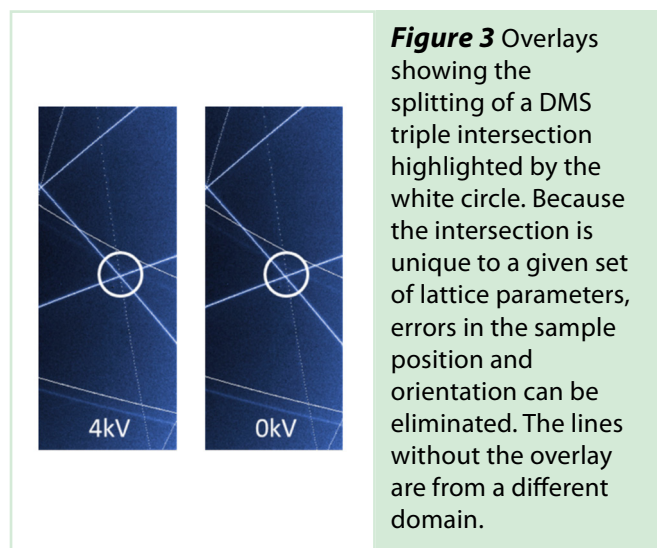 4kV
0kV
Figure 3 Overlays
showing the
splitting of a DMS
triple intersection
highlighted by the
white circle. Because
the intersection is
unique to a given set
of lattice parameters,
errors in the sample
position and
orientation can be
eliminated. The lines
without the overlay
are from a different
domain.